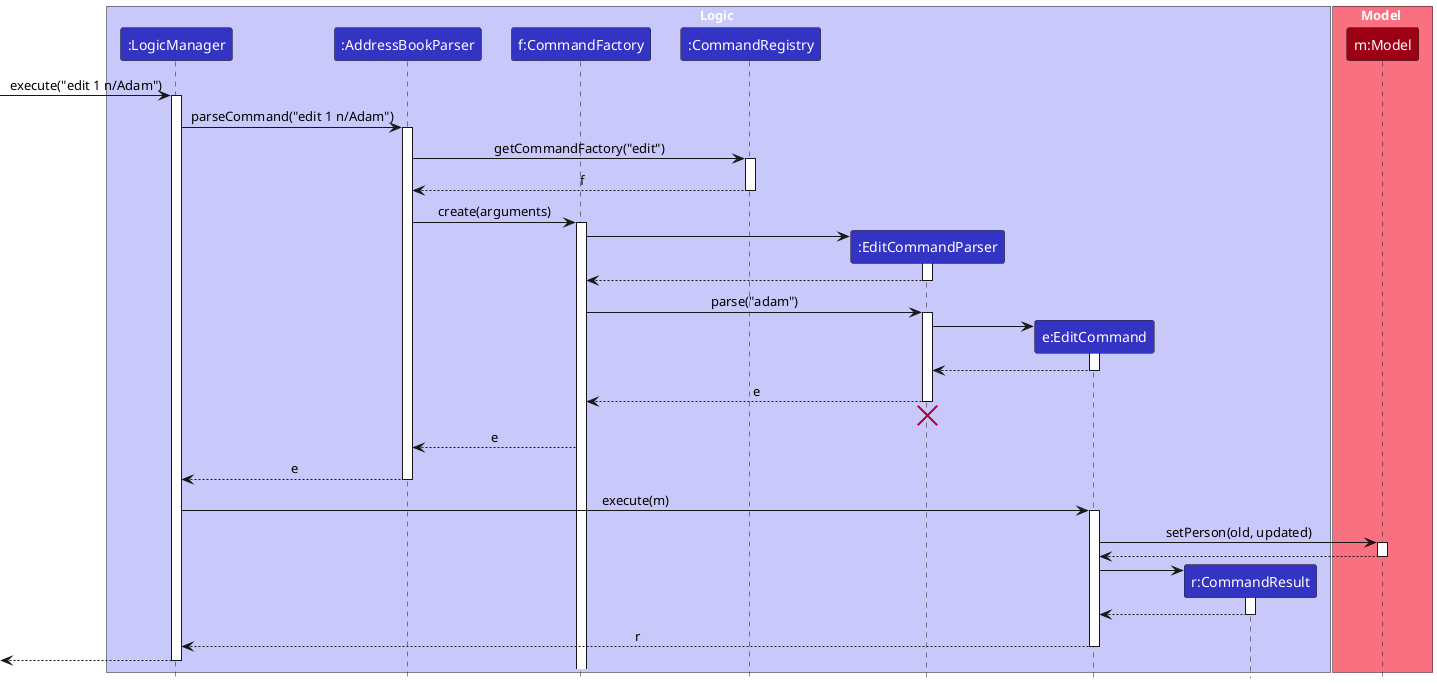 Logic
Model
:LogicManager
:AddressBookParser
f:CommandFactory
:CommandRegistry
m:Model
execute("edit 1 n/Adam")
parseCommand("edit 1 n/Adam")
getCommandFactory("edit")
f
create(arguments)
:EditCommandParser
parse("adam")
e:EditCommand
e
e
e
execute(m)
setPerson(old, updated)
r:CommandResult
r